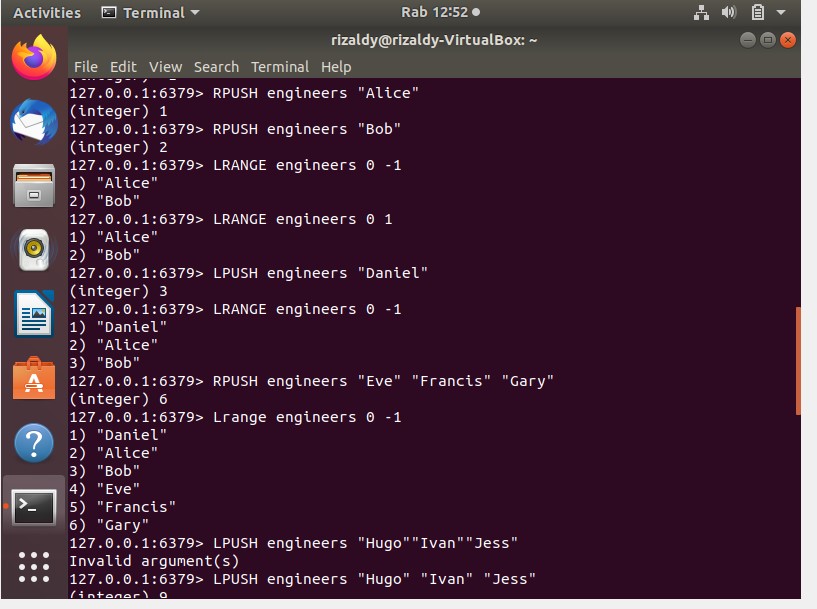 Activities Terminal Rab 12:52
rizaldy@rizaldy-VirtualBox: ~
File Edit View Search Terminal Help
127.0.0.1:6379> RPUSH engineers "Alice"
(integer) 1
127.0.0.1:6379> RPUSH engineers "Bob"
(integer) 2
127.0.0.1:6379> LRANGE engineers 0 -1
1) "Alice"
2) "Bob"
127.0.0.1:6379> LRANGE engineers 0 1
1) "Alice"
2) "Bob"
127.0.0.1:6379> LPUSH engineers "Daniel"
(integer) 3
127.0.0.1:6379> LRANGE engineers 0 -1
1) "Daniel"
2) "Alice"
3) "Bob"
127.0.0.1:6379> RPUSH engineers "Eve" "Francis" "Gary"
(integer) 6
127.0.0.1:6379> Lrange engineers 0 -1
1) "Daniel"
2) "Alice"
3) "Bob"
4) "Eve"
5) "Francis"
6) "Gary"
127.0.0.1:6379> LPUSH engineers "Hugo""Ivan""Jess"
Invalid argument(s)
127.0.0.1:6379> LPUSH engineers "Hugo" "Ivan" "Jess"
(integer) 9